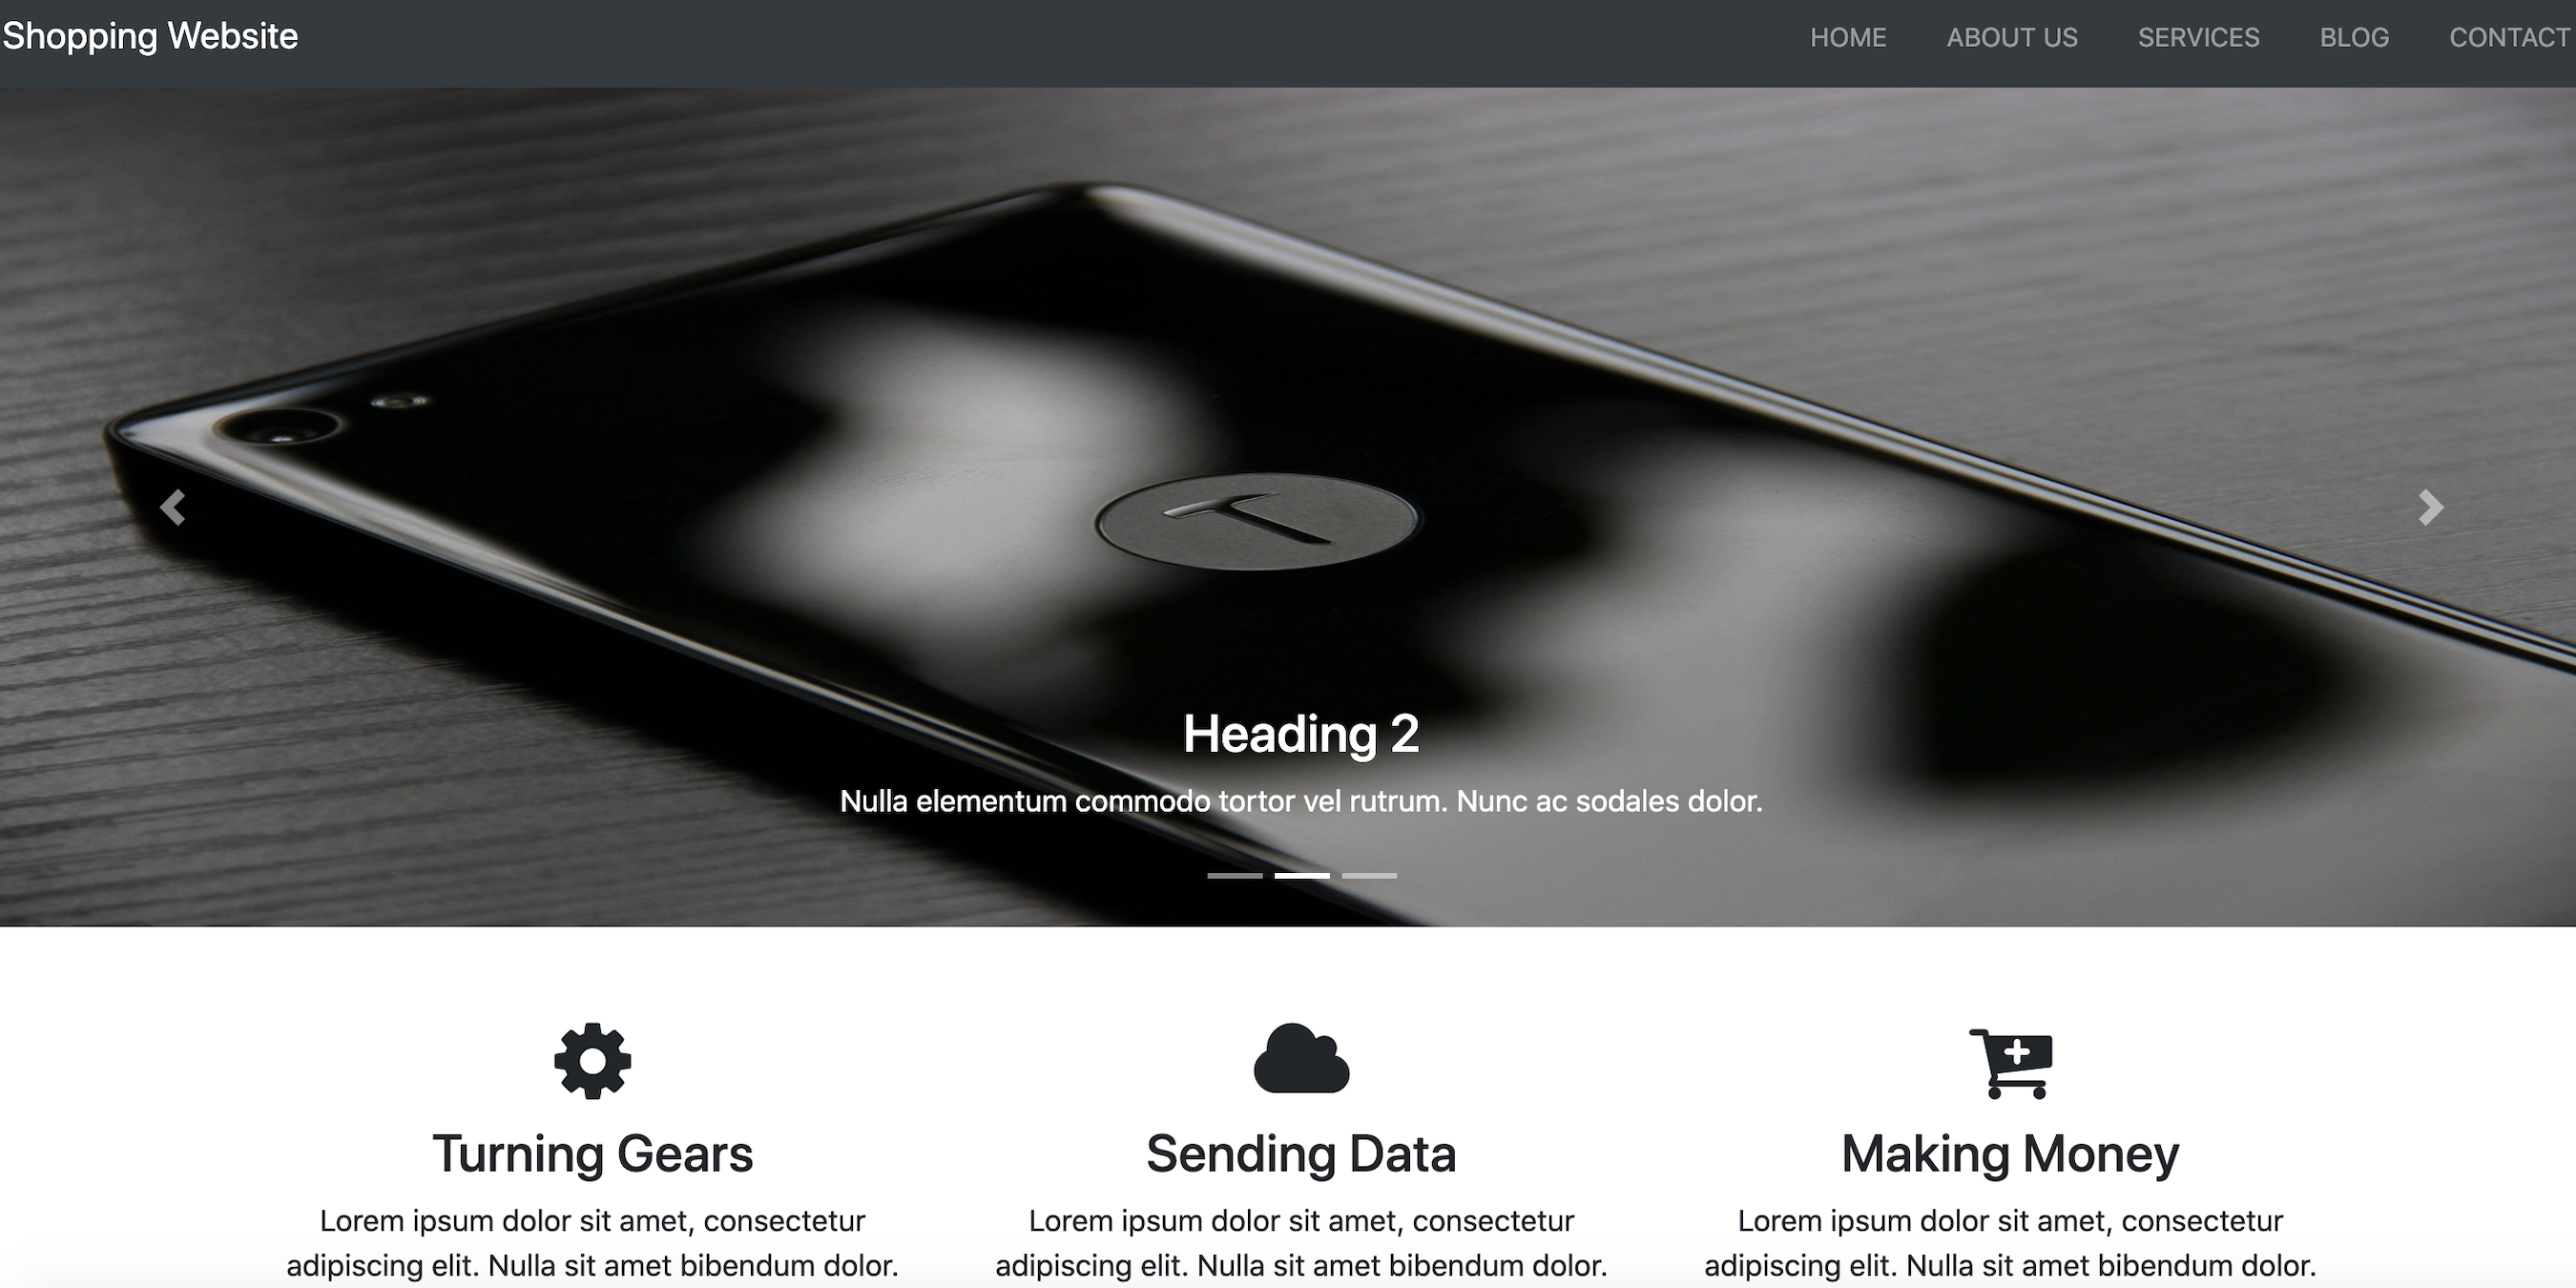 Shopping Website
HOME ABOUT US SERVICES BLOG CONTACT
T
Heading 2
Nulla elementum commodo tortor vel rutrum. Nunc ac sodales dolor.
Turning Gears
Lorem ipsum dolor sit amet, consectetur
adipiscing elit. Nulla sit amet bibendum dolor.
Sending Data
Lorem ipsum dolor sit amet, consectetur
adipiscing elit. Nulla sit amet bibendum dolor.
Making Money
Lorem ipsum dolor sit amet, consectetur
adipiscing elit. Nulla sit amet bibendum dolor.